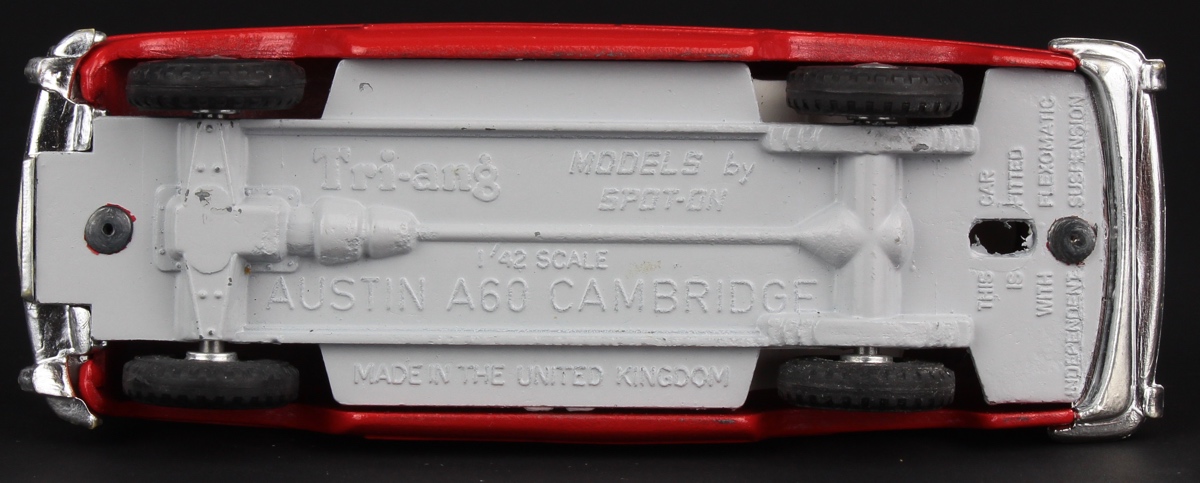 Tri-ang
MODELS by
SPOT-ON
1/42 SCALE
AUSTIN A60 CAMBRIDGE
MADE IN THE UNITED KINGDOM
THIS CAR
IS FITTED
WITH FLEXOMATIC
INDEPENDENT SUSPENSION